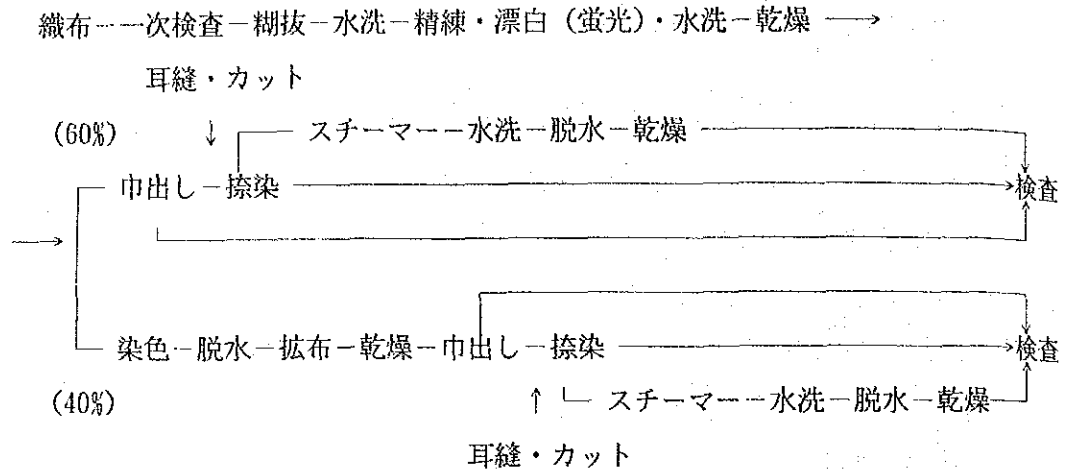 織布－一次検査－糊抜－水洗－精練・漂白（蛍光）・水洗－乾燥 ─→
耳縫・カット
(60%) ↓ スチーマー－水洗－脱水－乾燥
巾出し－捺染 →検査
染色－脱水－拡布－乾燥－巾出し－捺染 →検査
(40%) ↑ スチーマー－水洗－脱水－乾燥
耳縫・カット